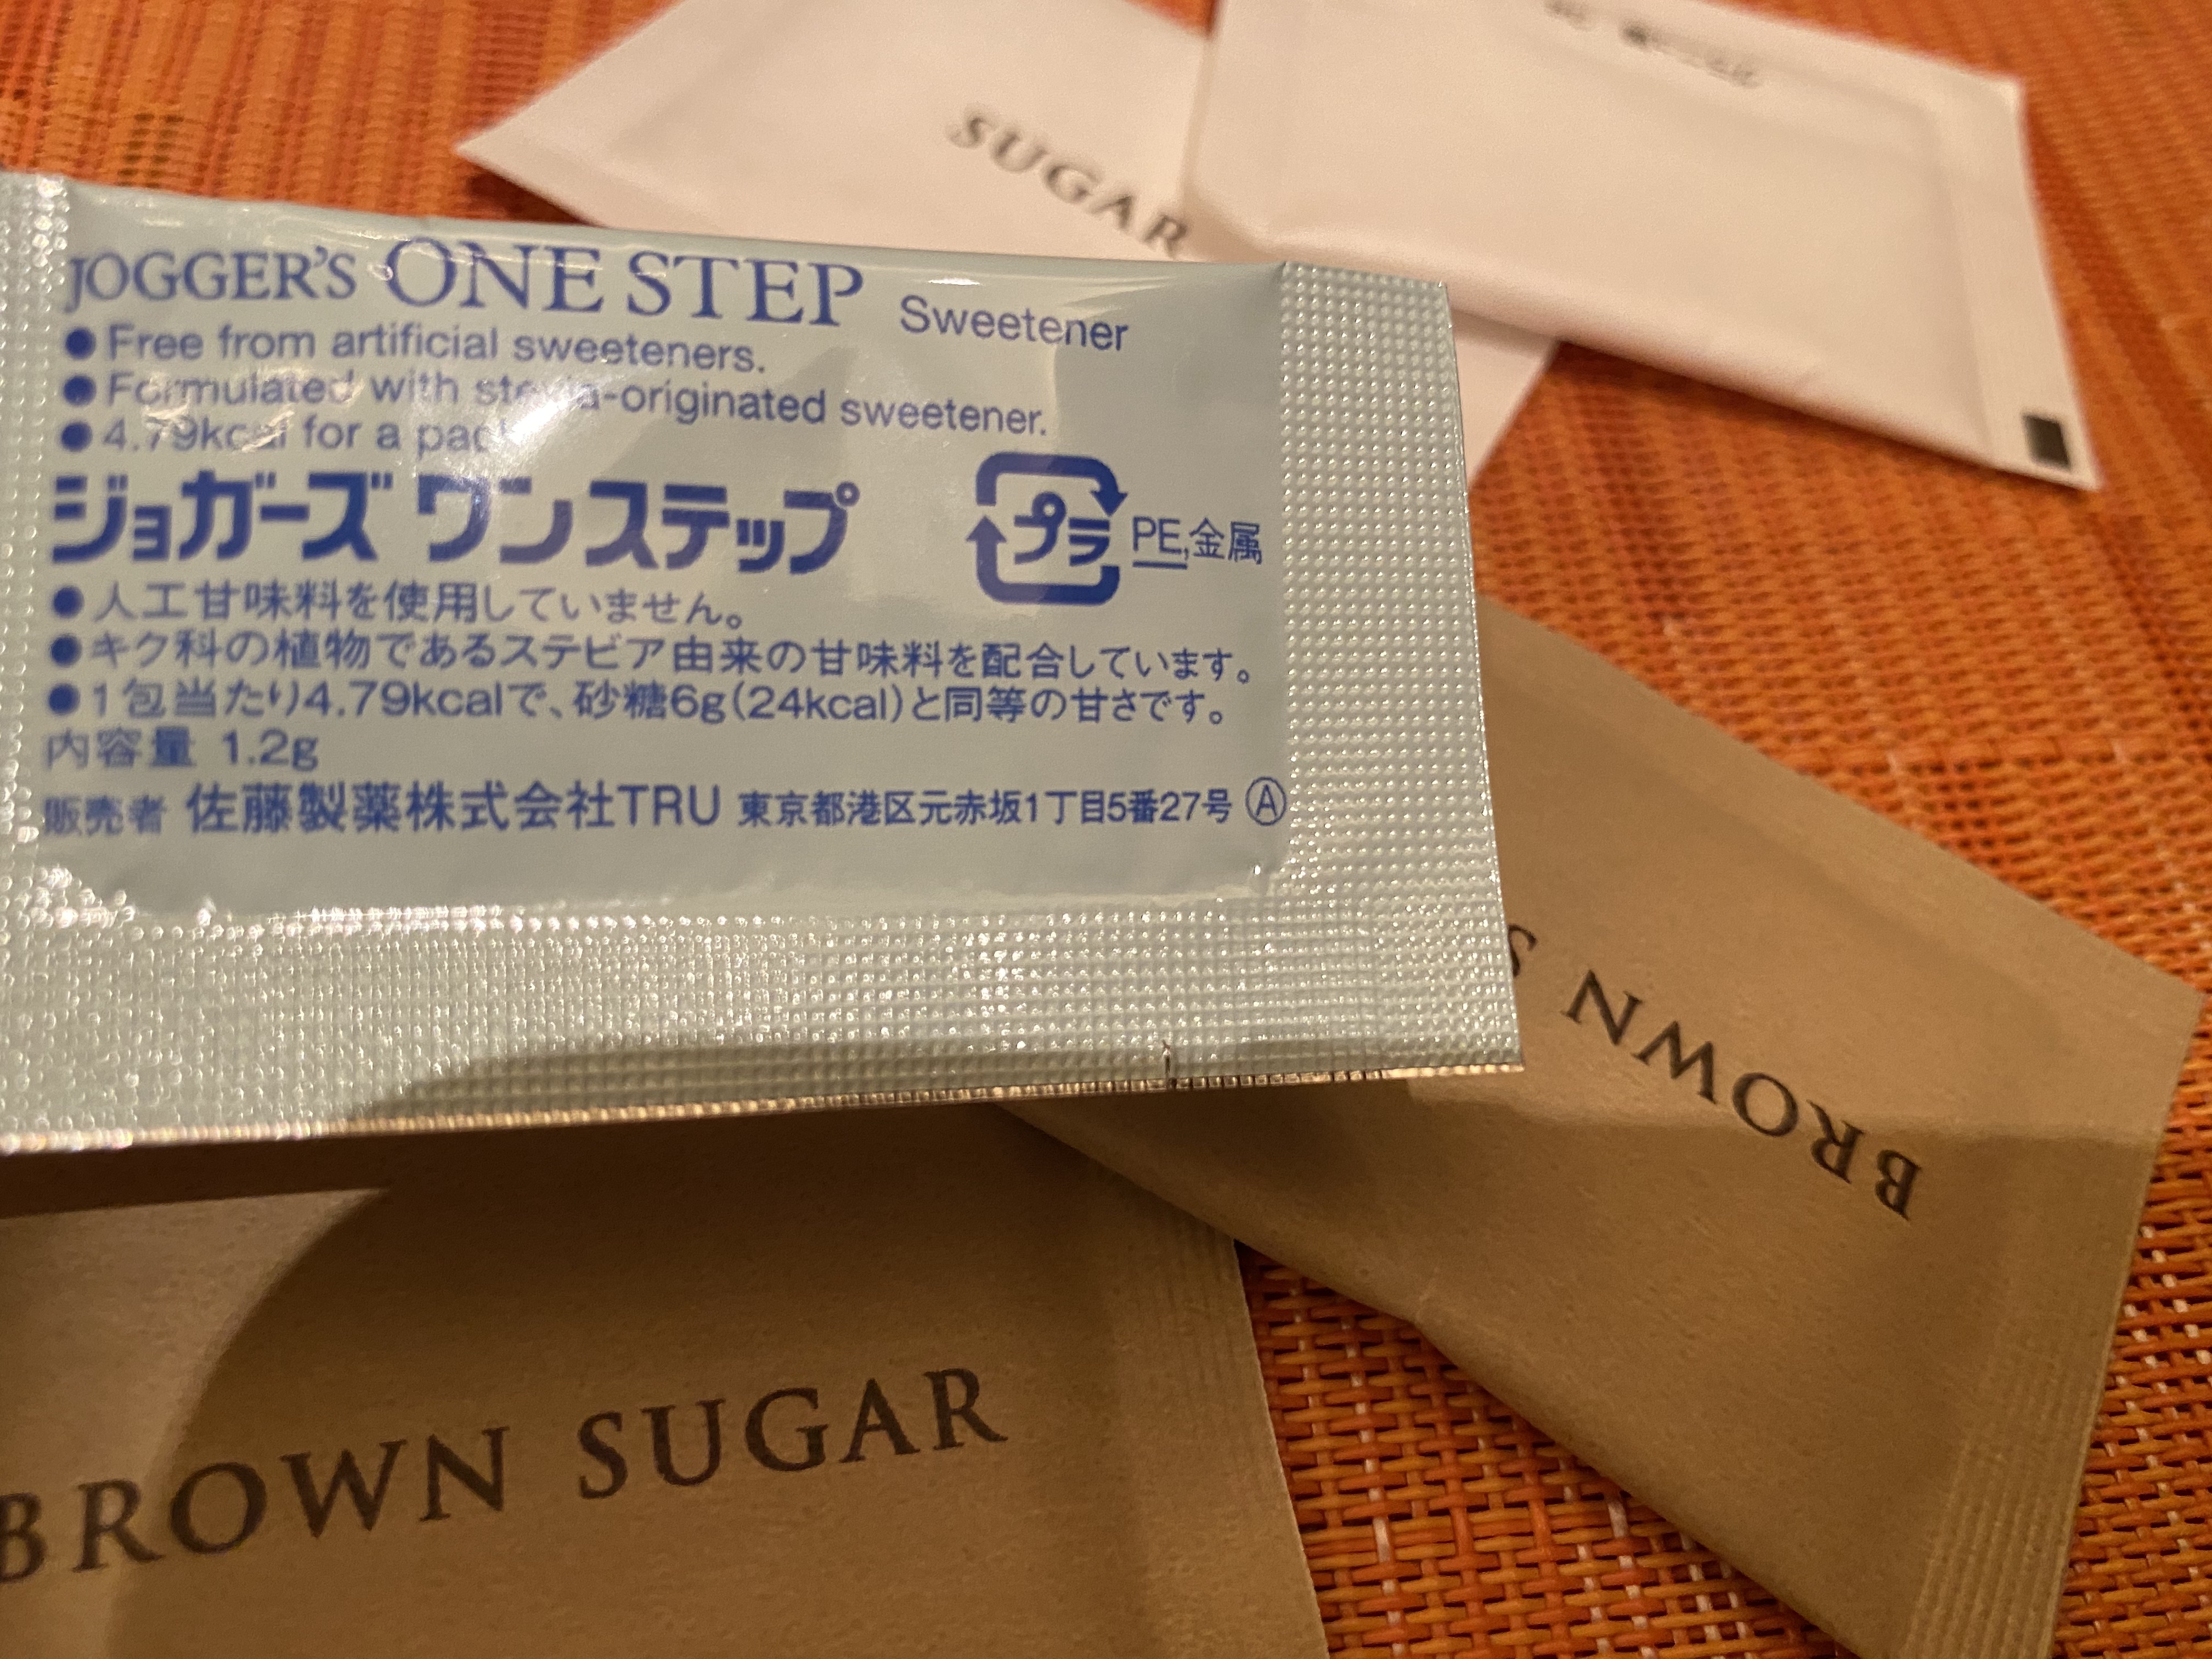 SUGAR
JOGGER'S ONE STEP Sweetener
● Free from artificial sweeteners.
● Formulated with stevia-originated sweetener.
● 4.79kcal for a pack
ジョガーズ ワンステップ
プラ PE,金属
● 人工甘味料を使用していません。
● キク科の植物であるステビア由来の甘味料を配合しています。
● 1包当たり4.79kcalで、砂糖6g(24kcal)と同等の甘さです。
内容量 1.2g
販売者 佐藤製薬株式会社TRU 東京都港区元赤坂1丁目5番27号 Ⓐ
BROWN S
BROWN SUGAR